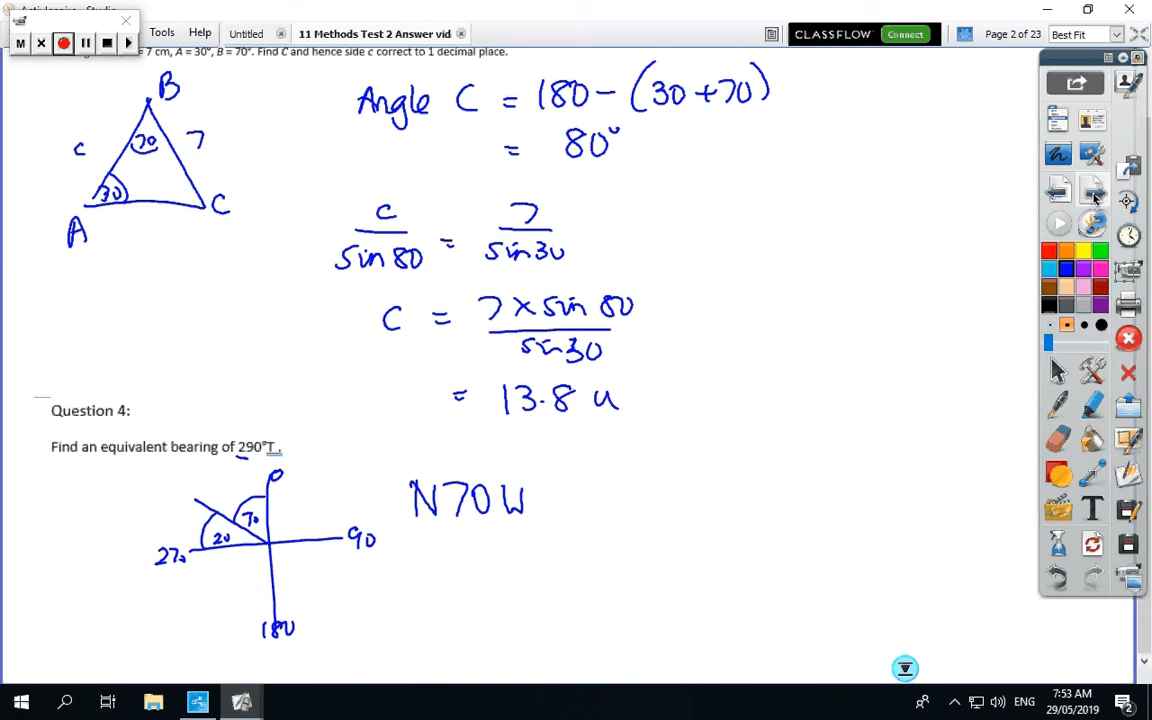 Tools Insert Untitled 11 Methods Test 2 Answer vid CLASSFLOW Connect Page 2 of 23 Best Fit
M
= 7 cm, A = 30°, B = 70°. Find C and hence side c correct to 1 decimal place.
B
Angle C = 180 - (30 + 70)
70
c
7
= 80°
30
A
C
c / sin 80 = 7 / sin 30
C = 7 × sin 80 / sin 30
= 13.8 u
Question 4:
Find an equivalent bearing of 290°T .
0
N70W
70
20
270
90
180
ENG
7:53 AM
29/05/2019
2
T